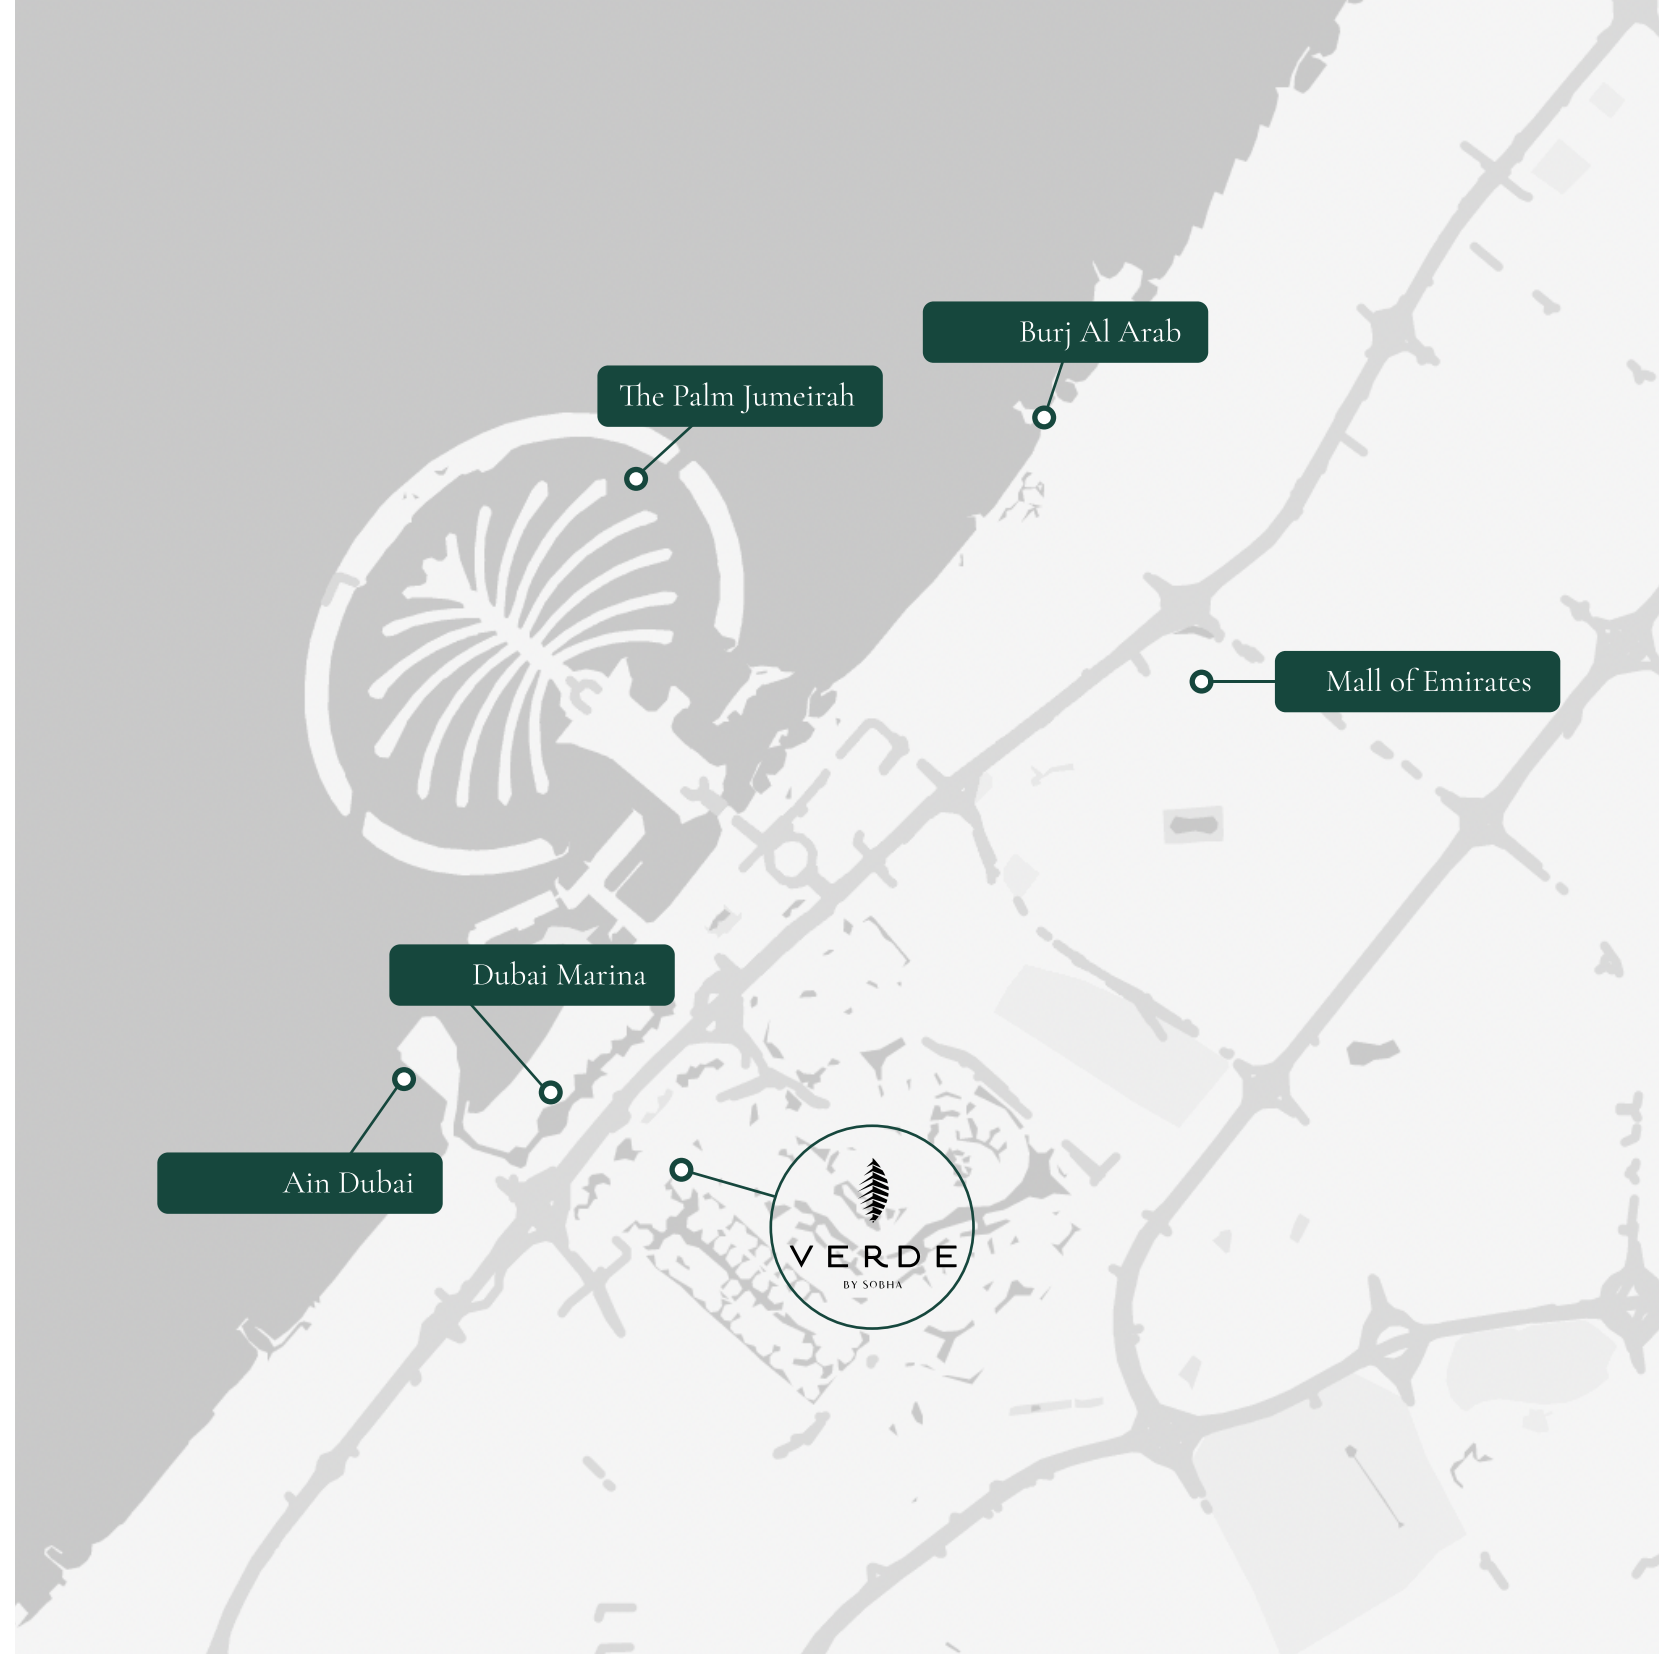 Burj Al Arab
The Palm Jumeirah
Mall of Emirates
Dubai Marina
Ain Dubai
VERDE
BY SOBHA